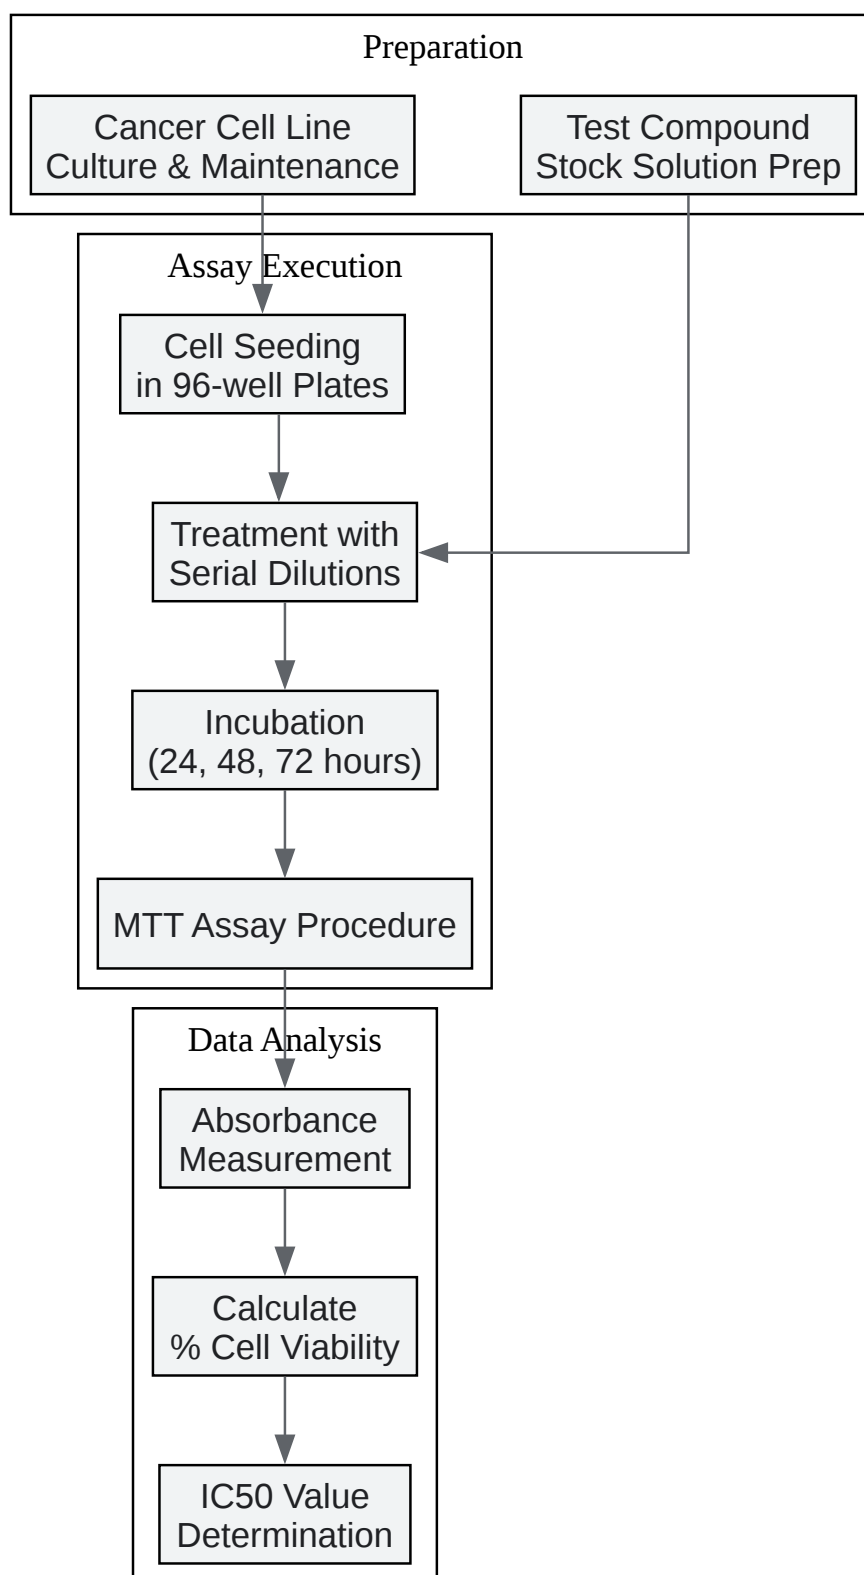 Preparation
Cancer Cell Line
Culture & Maintenance
Test Compound
Stock Solution Prep
Assay Execution
Cell Seeding
in 96-well Plates
Treatment with
Serial Dilutions
Incubation
(24, 48, 72 hours)
MTT Assay Procedure
Data Analysis
Absorbance
Measurement
Calculate
% Cell Viability
IC50 Value
Determination